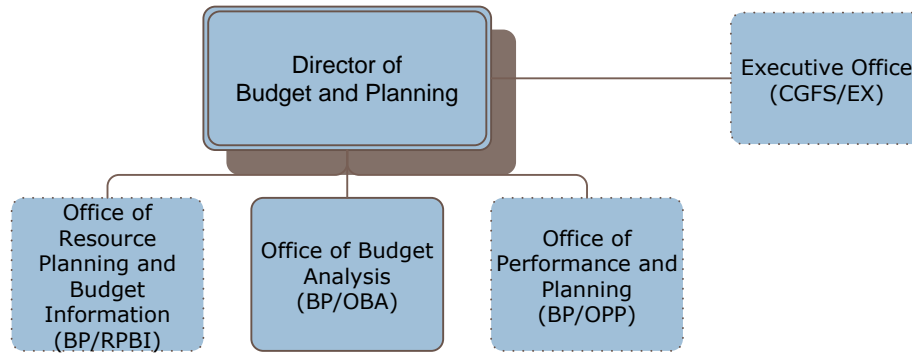 Director of
Budget and Planning
Executive Office
(CGFS/EX)
Office of
Resource
Planning and
Budget
Information
(BP/RPBI)
Office of Budget
Analysis
(BP/OBA)
Office of
Performance and
Planning
(BP/OPP)